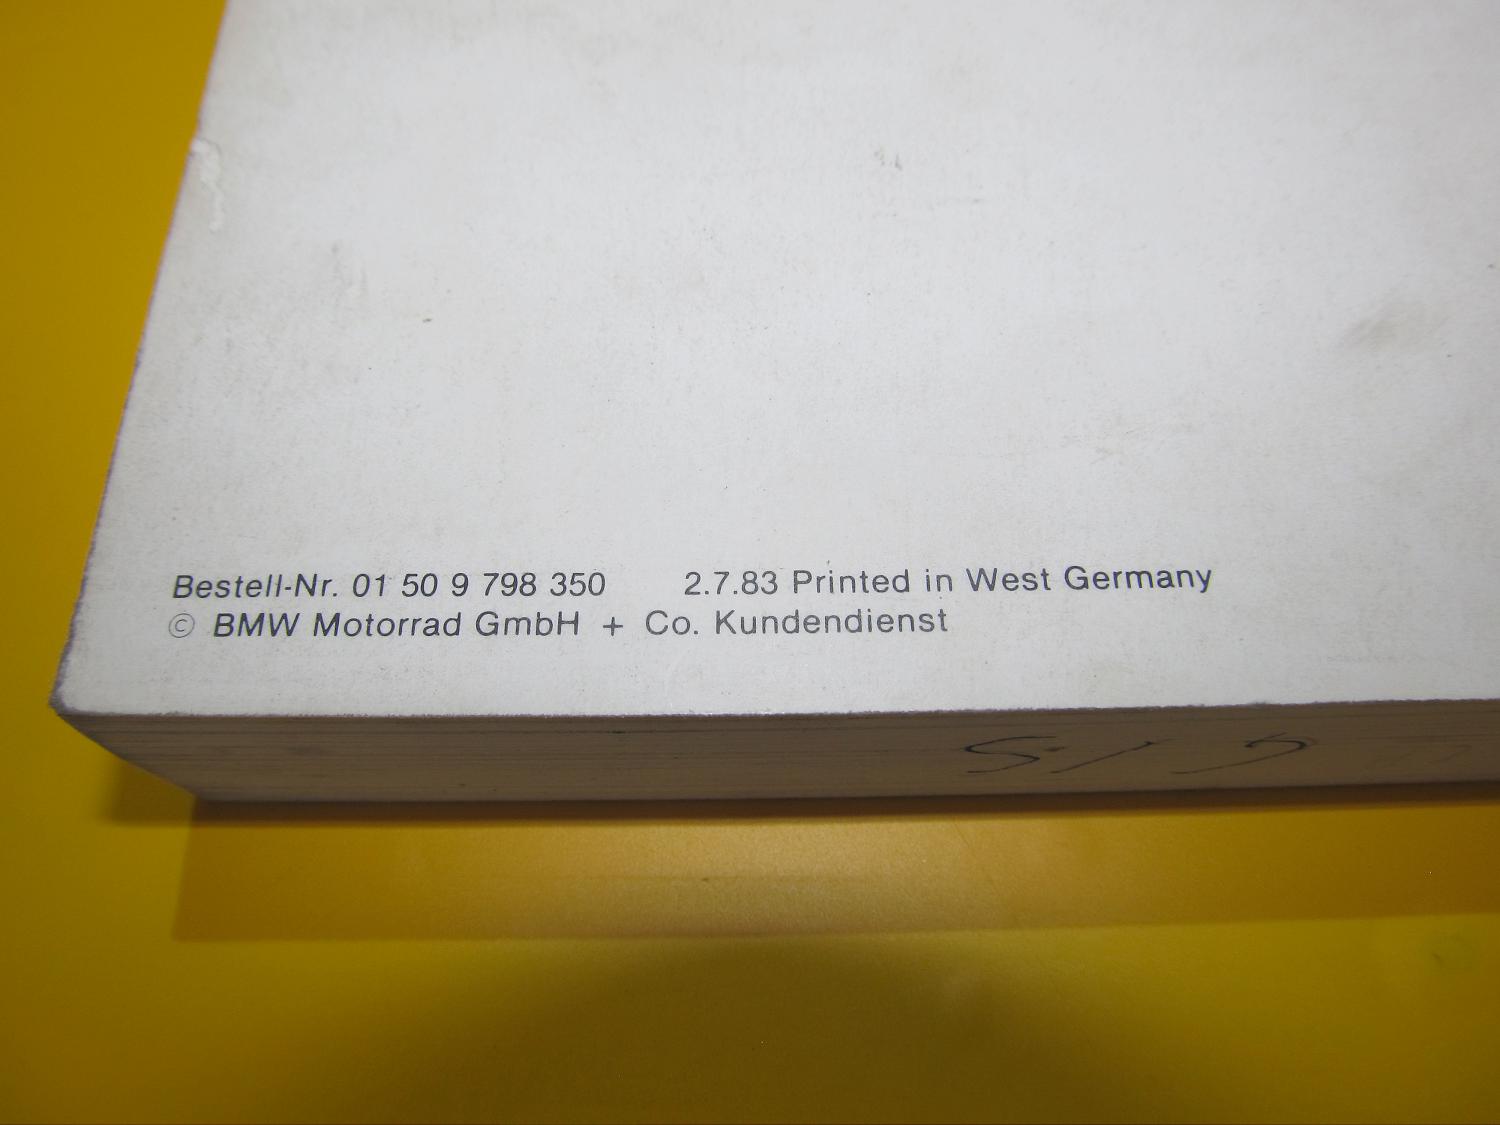 Bestell-Nr. 01 50 9 798 350 2.7.83 Printed in West Germany
© BMW Motorrad GmbH + Co. Kundendienst